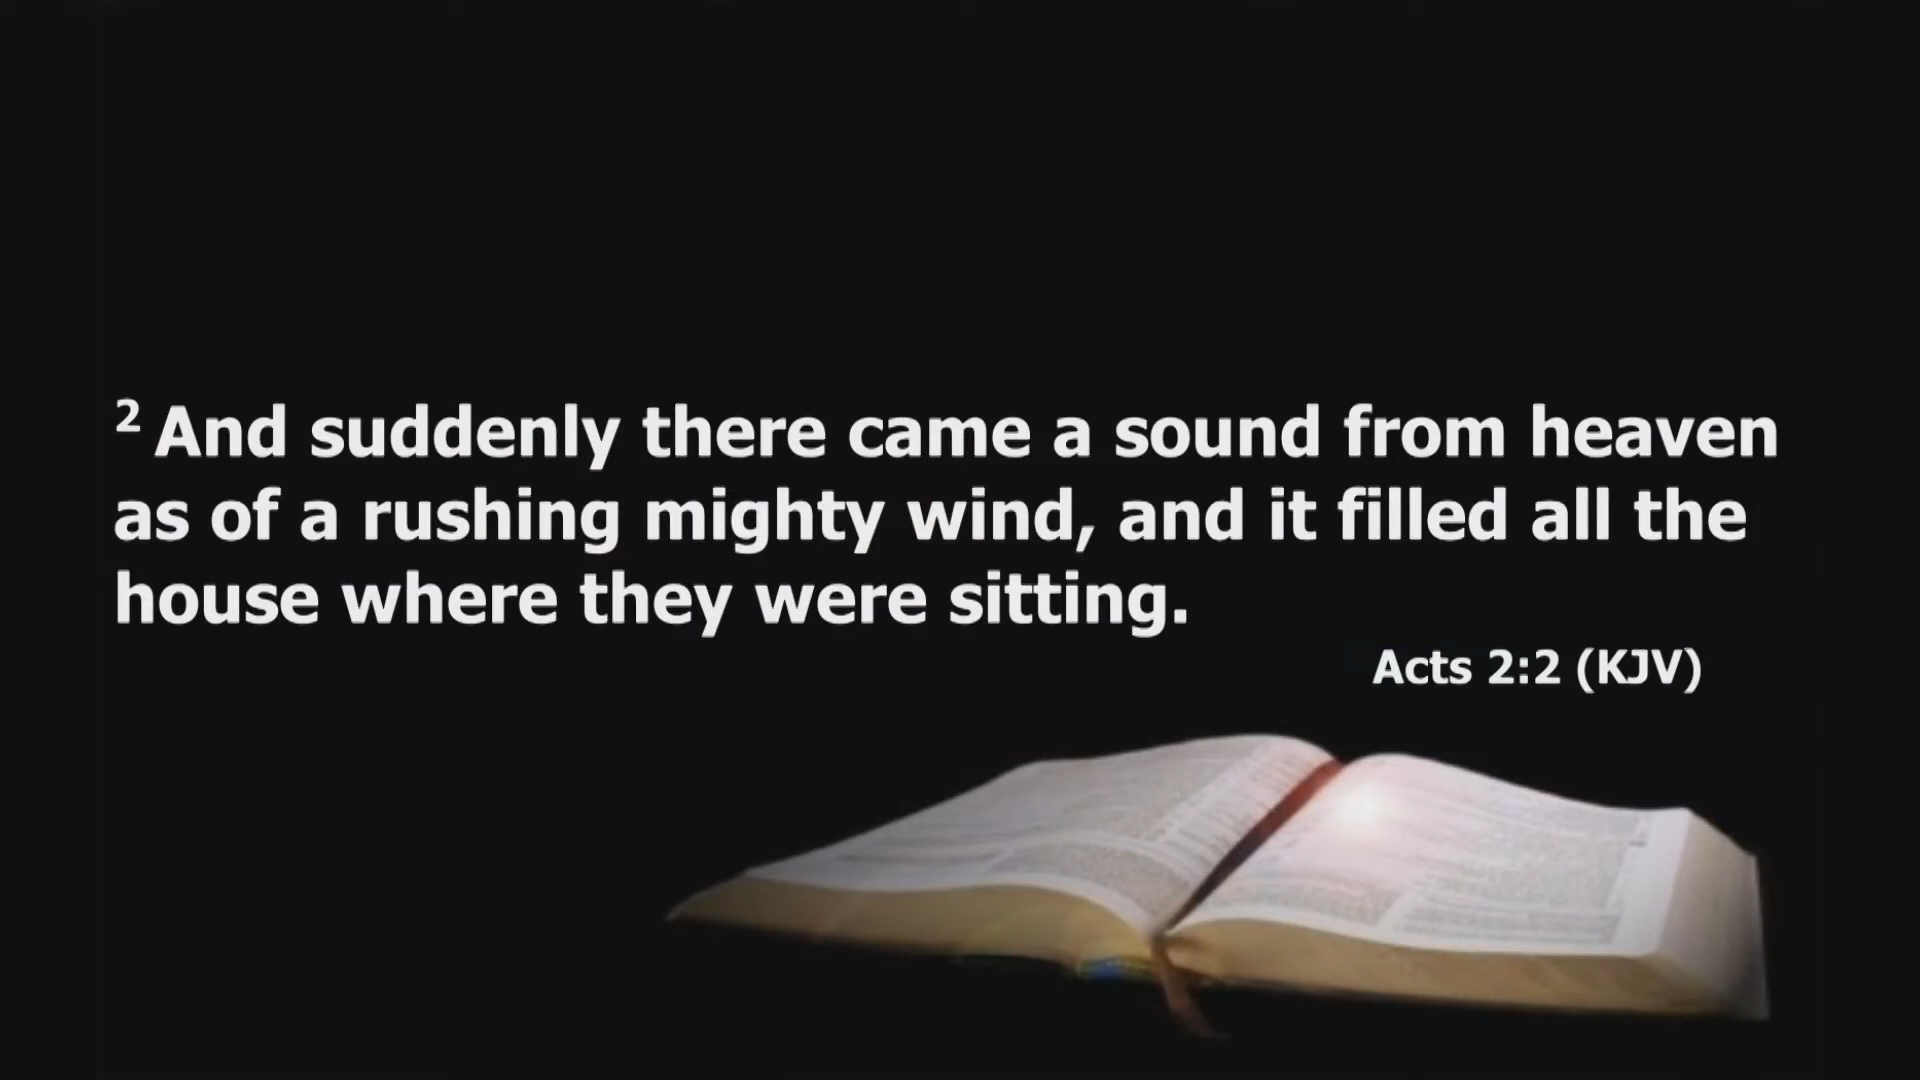 2 And suddenly there came a sound from heaven
as of a rushing mighty wind, and it filled all the
house where they were sitting.
Acts 2:2 (KJV)